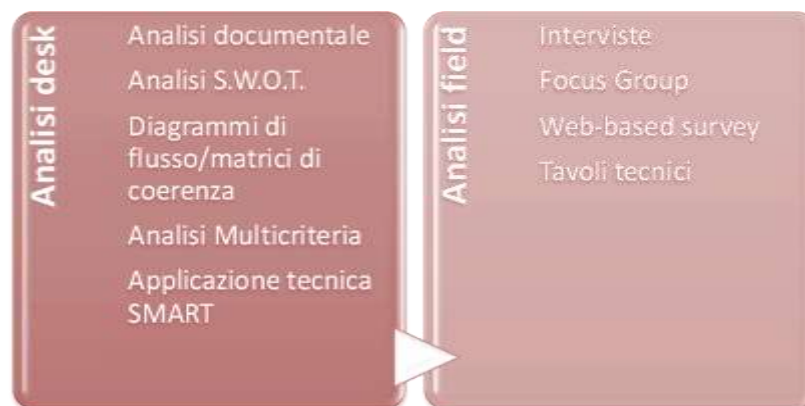 Analisi desk
Analisi documentale
Analisi S.W.O.T.
Diagrammi di
flusso/matrici di
coerenza
Analisi Multicriteria
Applicazione tecnica
SMART
Analisi field
Interviste
Focus Group
Web-based survey
Tavoli tecnici